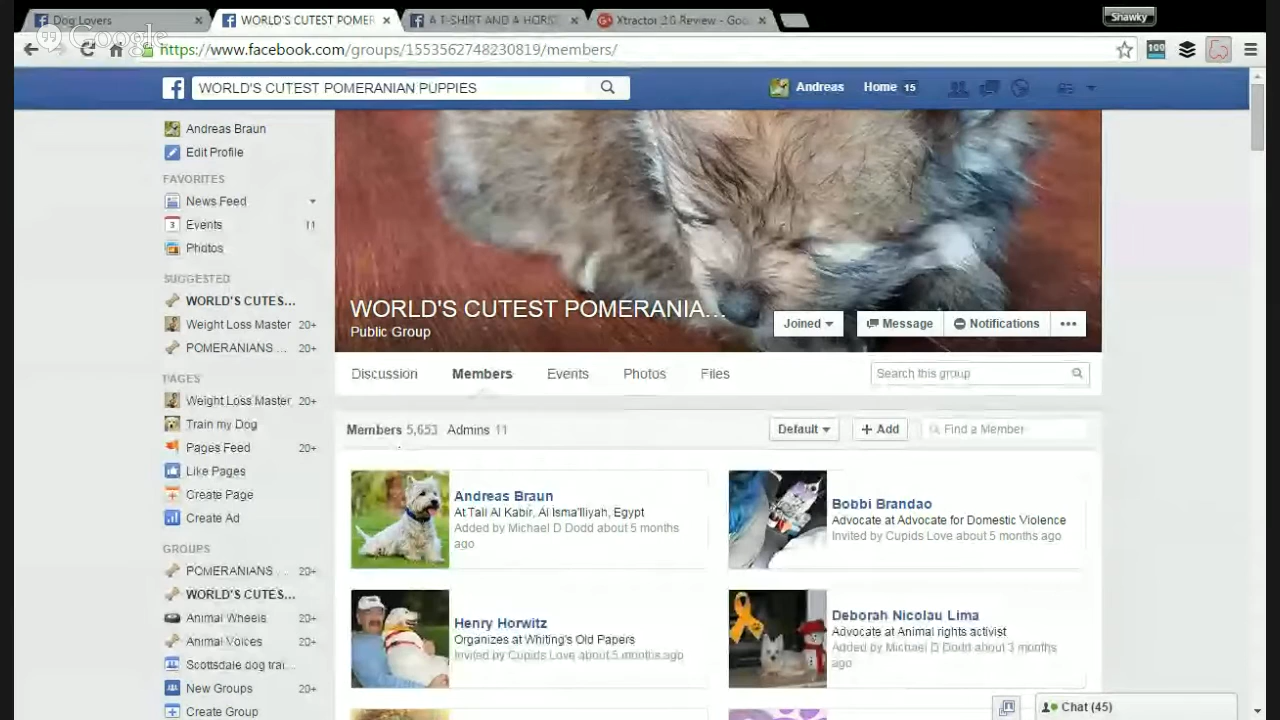 Dog Lovers
WORLD'S CUTEST POMER
A T-SHIRT AND A HORS
Xtractor 2.0 Review - Goo
Shawky
Google
https://www.facebook.com/groups/1553562748230819/members/
100
WORLD'S CUTEST POMERANIAN PUPPIES
Andreas
Home 15
Andreas Braun
Edit Profile
FAVORITES
News Feed
3 Events 11
Photos
SUGGESTED
WORLD'S CUTES...
Weight Loss Master 20+
POMERANIANS ... 20+
PAGES
Weight Loss Master 20+
Train my Dog
Pages Feed 20+
Like Pages
Create Page
Create Ad
GROUPS
POMERANIANS ... 20+
WORLD'S CUTES...
Animal Wheels 20+
Animal Voices 20+
Scottsdale dog trai...
New Groups 20+
Create Group
WORLD'S CUTEST POMERANIA...
Public Group
Joined
Message
Notifications
Discussion
Members
Events
Photos
Files
Search this group
Members 5,653 Admins 11
Default
+ Add
Find a Member
Andreas Braun
At Tall Al Kabir, Al Isma'iliyah, Egypt
Added by Michael D Dodd about 5 months
ago
Bobbi Brandao
Advocate at Advocate for Domestic Violence
Invited by Cupids Love about 5 months ago
Henry Horwitz
Organizes at Whiting's Old Papers
Invited by Cupids Love about 5 months ago
Deborah Nicolau Lima
Advocate at Animal rights activist
Added by Michael D Dodd about 3 months
ago
Chat (45)